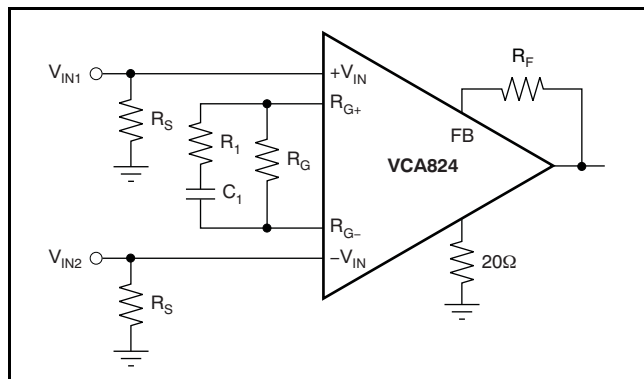 V_IN1
+V_IN
R_F
R_S
R_G+
R_1
R_G
FB
VCA824
C_1
R_G−
V_IN2
−V_IN
R_S
20Ω